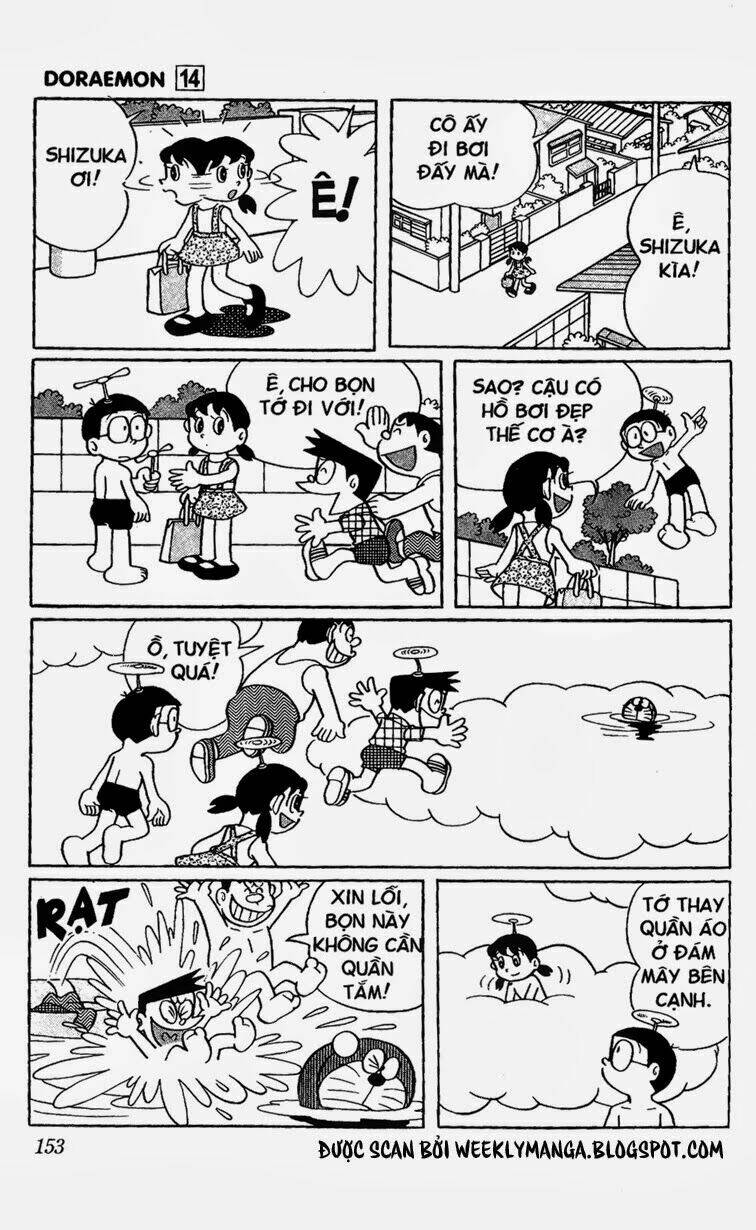 DORAEMON 14
Ê,
SHIZUKA
KÌA!
CÔ ẤY
ĐI BƠI
ĐẤY MÀ!
Ê!
SHIZUKA
ƠI!
SAO? CẬU CÓ
HỒ BƠI ĐẸP
THẾ CƠ À?
Ê, CHO BỌN
TỚ ĐI VỚI!
Ồ, TUYỆT
QUÁ!
TỚ THAY
QUẦN ÁO
Ở ĐÁM
MÂY BÊN
CẠNH.
XIN LỖI,
BỌN NÀY
KHÔNG CẦN
QUẦN
TẮM!
RẠT
153
ĐƯỢC SCAN BỞI WEEKLYMANGA.BLOGSPOT.COM